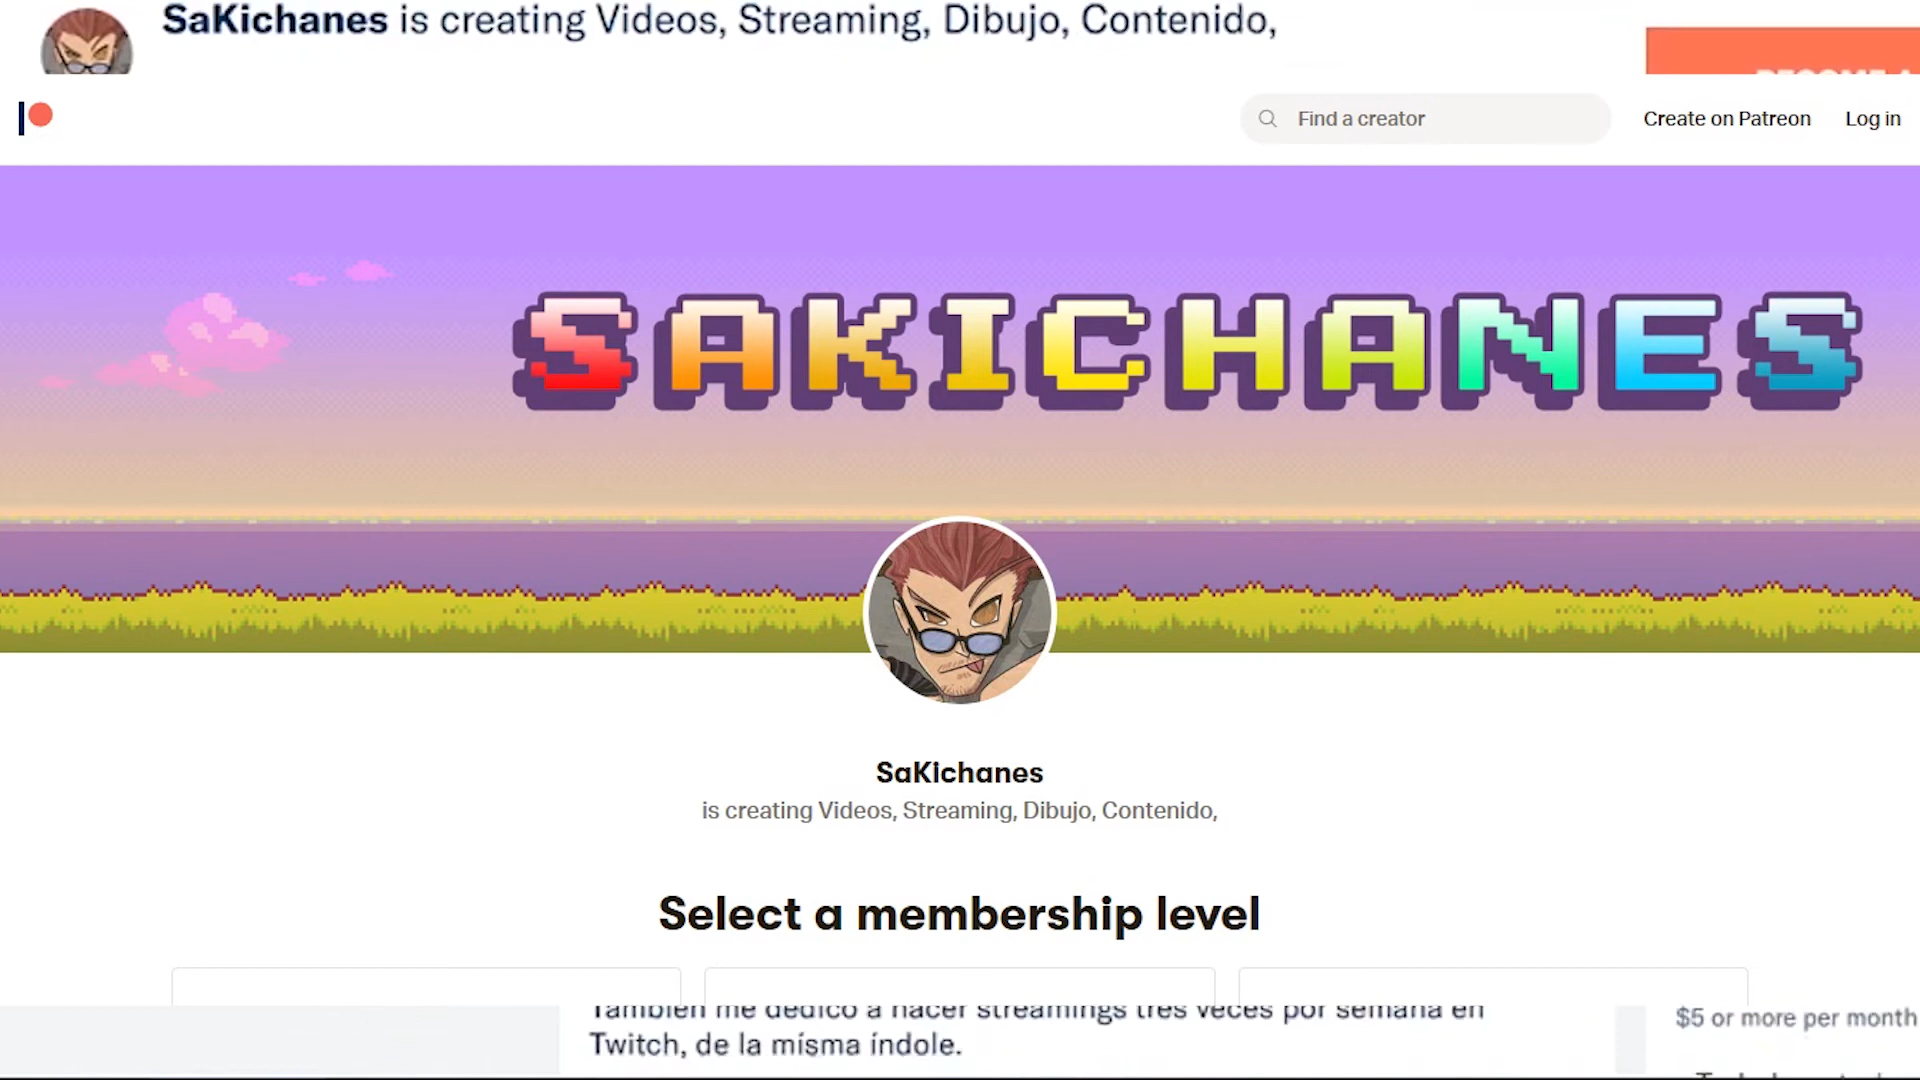 SaKichanes is creating Videos, Streaming, Dibujo, Contenido,
BECOME A
Find a creator
Create on Patreon
Log in
SAKICHANES
SaKichanes
is creating Videos, Streaming, Dibujo, Contenido,
Select a membership level
También me dedico a hacer streamings tres veces por semana en
Twitch, de la mísma índole.
$5 or more per month